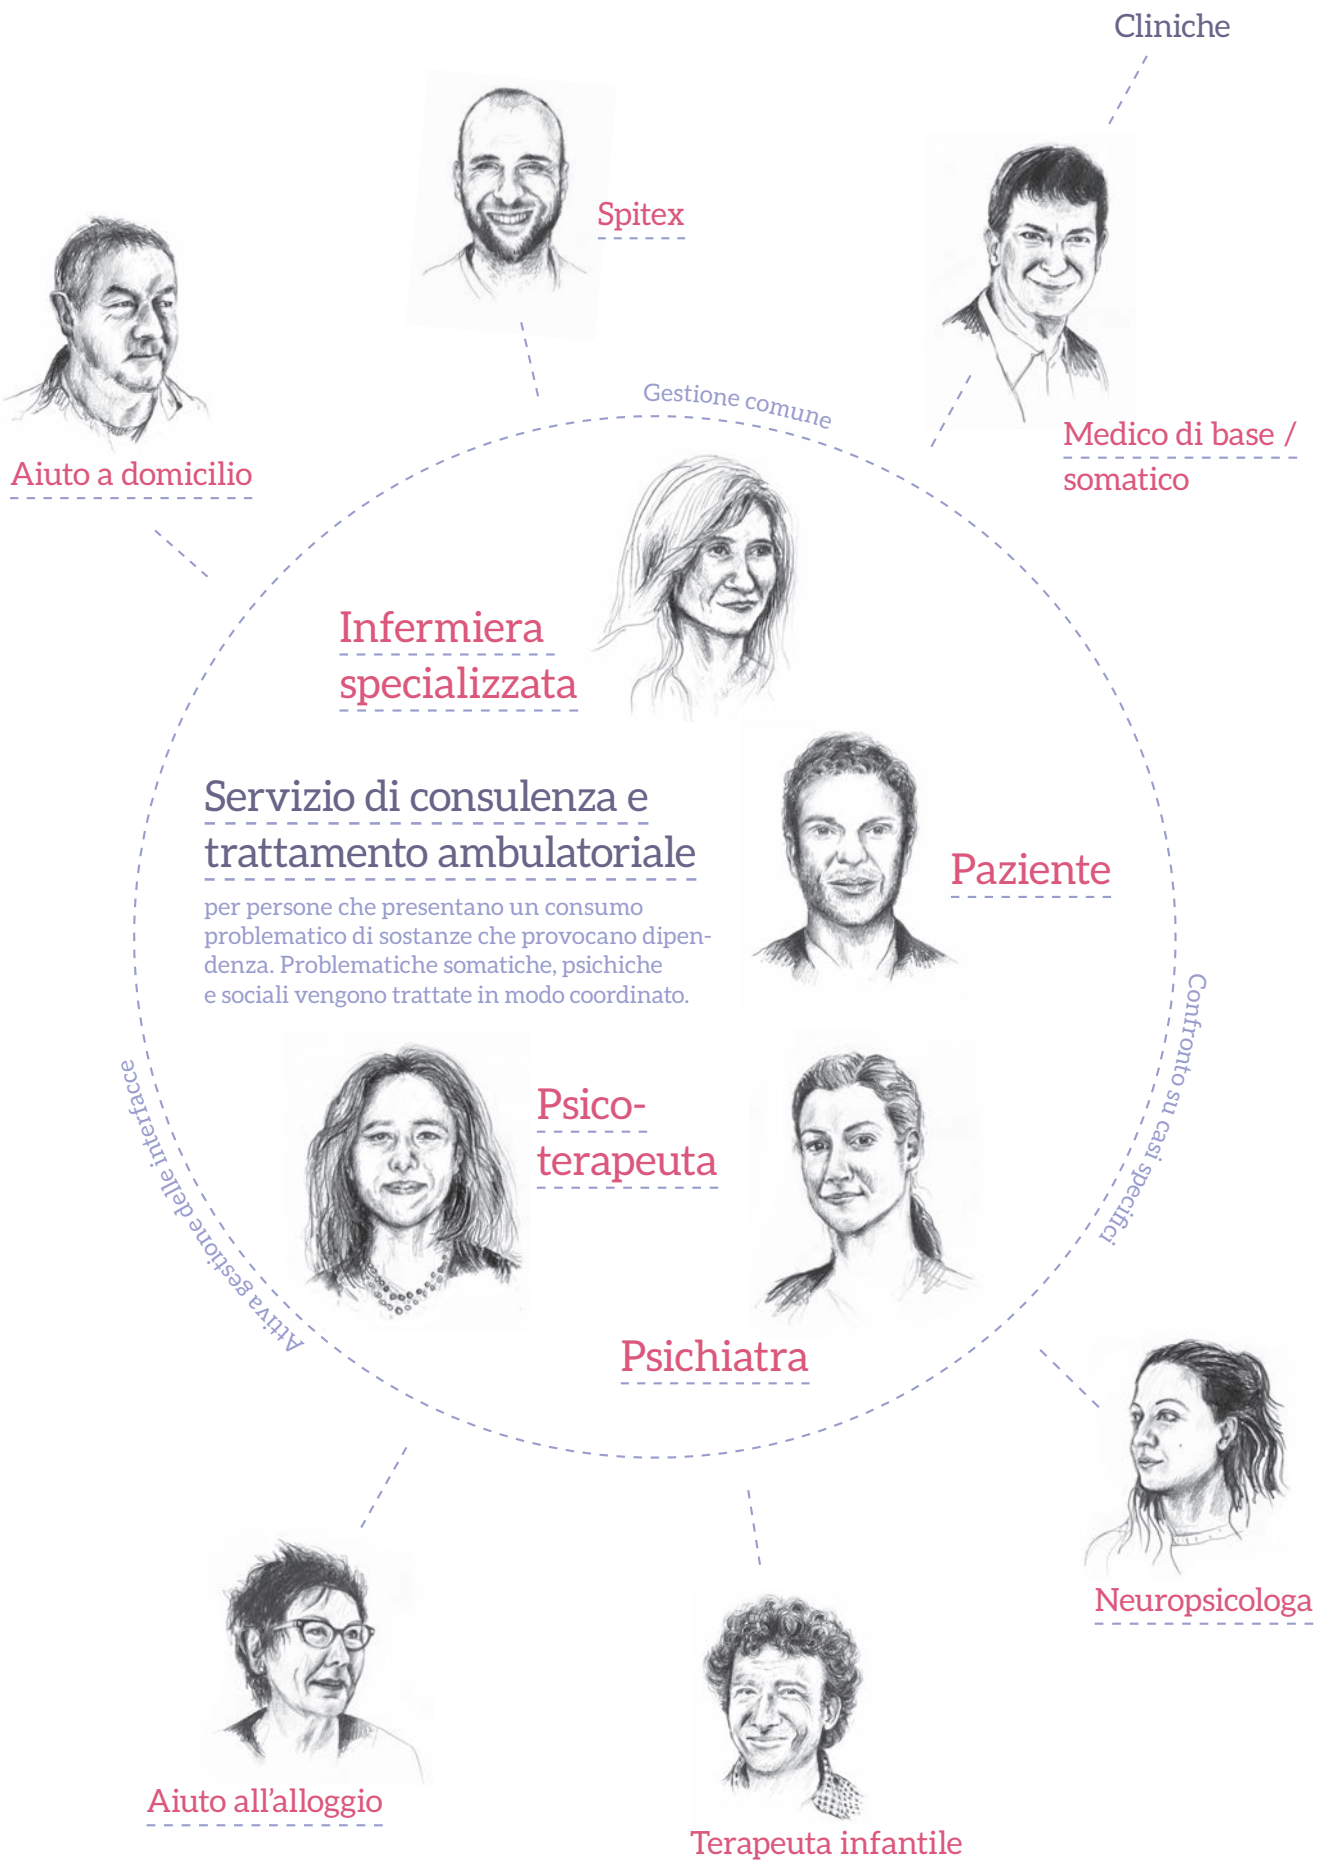 Cliniche
Spitex
Gestione comune
Medico di base /
somatico
Aiuto a domicilio
Infermiera
specializzata
Servizio di consulenza e
trattamento ambulatoriale
per persone che presentano un consumo
problematico di sostanze che provocano dipen-
denza. Problematiche somatiche, psichiche
e sociali vengono trattate in modo coordinato.
Paziente
Confronto su casi specifici
Attiva gestione delle interfacce
Psico-
terapeuta
Psichiatra
Neuropsicologa
Aiuto all’alloggio
Terapeuta infantile